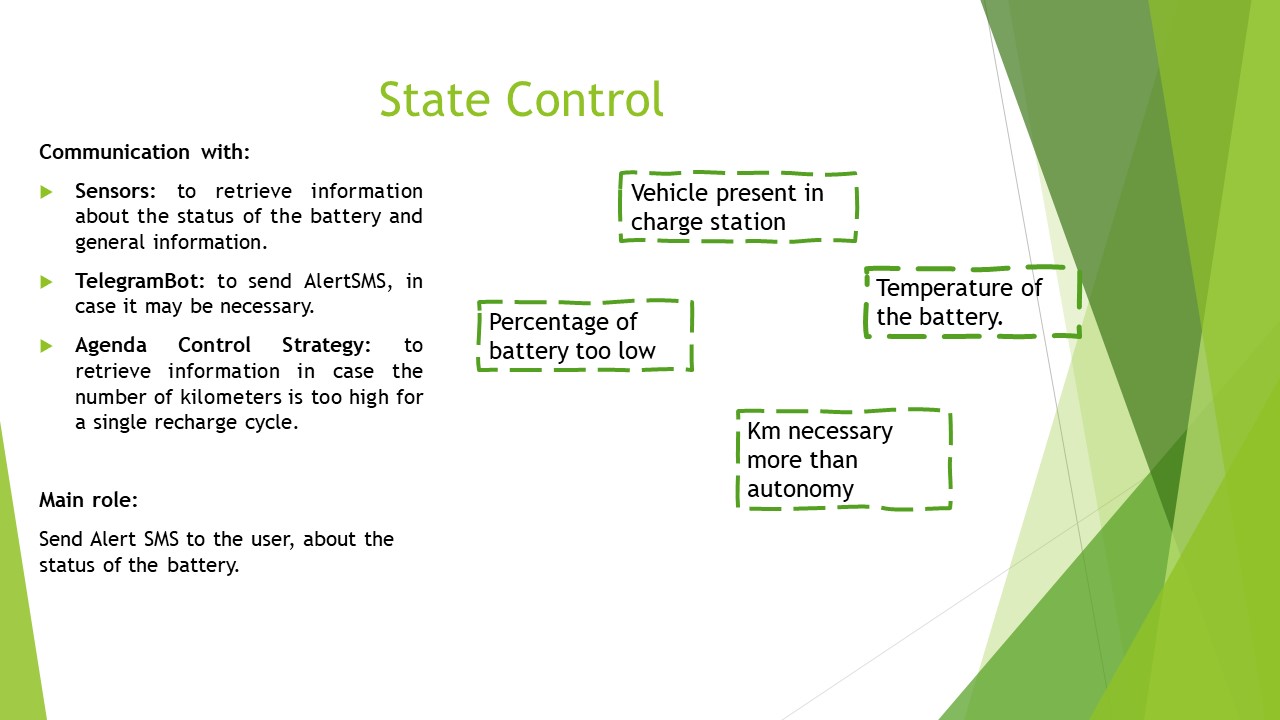 State Control
Communication with:
Sensors: to retrieve information
about the status of the battery and
general information.
TelegramBot: to send AlertSMS, in
case it may be necessary.
Agenda Control Strategy: to
retrieve information in case the
number of kilometers is too high for
a single recharge cycle.
Main role:
Send Alert SMS to the user, about the
status of the battery.
Vehicle present in
charge station
Temperature of
the battery.
Percentage of
battery too low
Km necessary
more than
autonomy